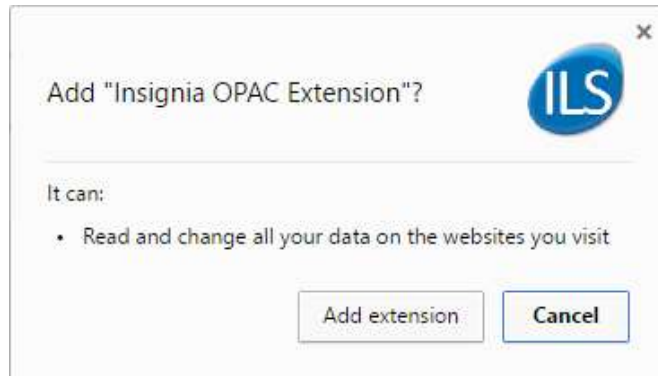 Add "Insignia OPAC Extension"?
ILS
It can:
• Read and change all your data on the websites you visit
Add extension
Cancel